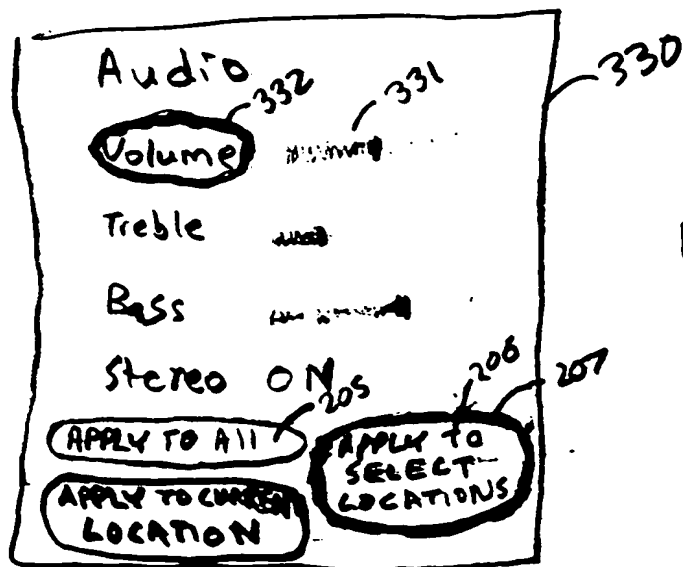 Audio
332
331
330
Volume
Treble
Bass
Stereo ON
205
206
207
APPLY TO All
APPLY TO
SELECT
LOCATIONS
APPLY TO CURRENT
LOCATION